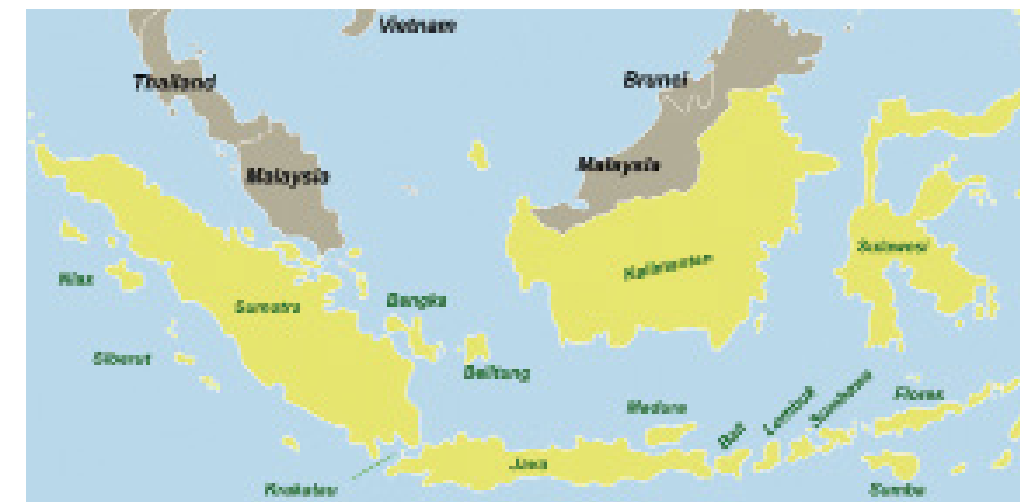 Vietnam
Thailand
Brunei
Malaysia
Malaysia
Sulawesi
Kalimantan
Nias
Sumatra
Bangka
Siberut
Belitung
Flores
Sumbawa
Lombok
Madura
Bali
Jawa
Krakatau
Sumba